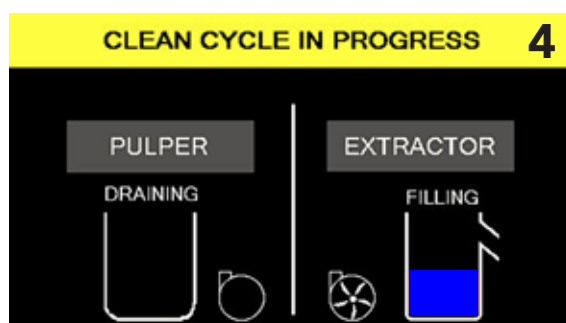 CLEAN CYCLE IN PROGRESS 4
PULPER
EXTRACTOR
DRAINING
FILLING